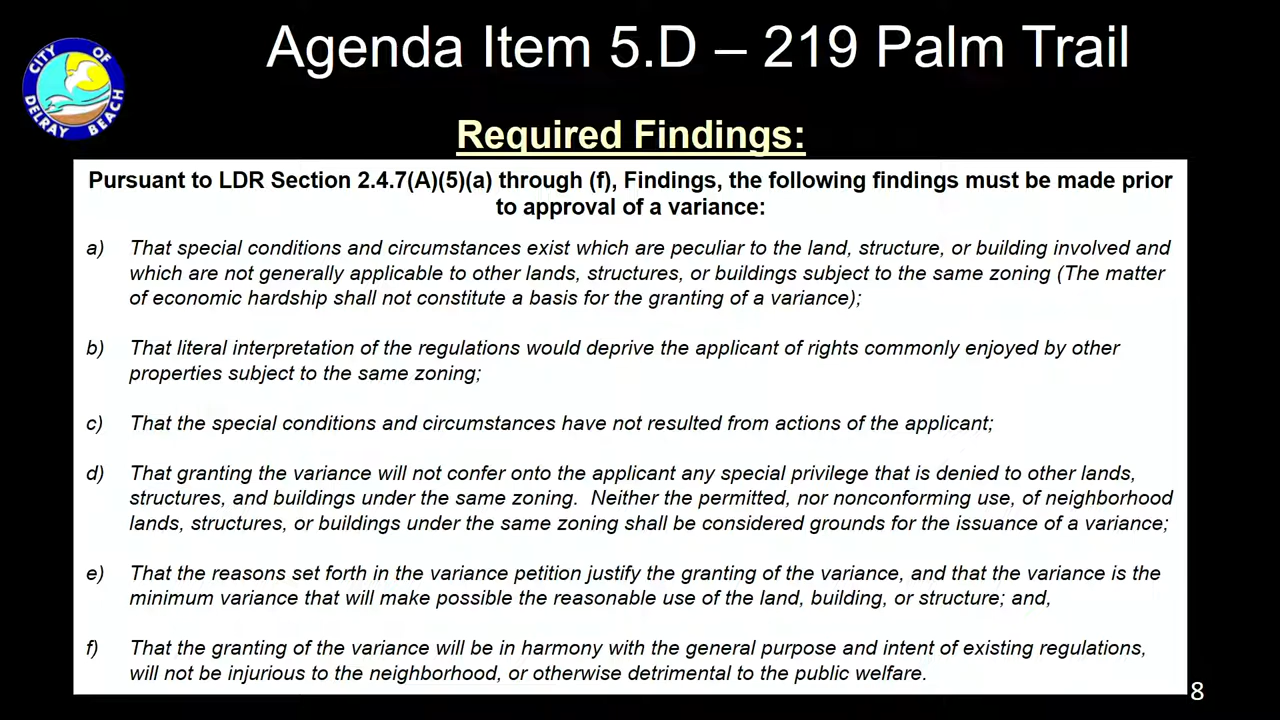 CITY OF
DELRAY BEACH
Agenda Item 5.D – 219 Palm Trail
Required Findings:
Pursuant to LDR Section 2.4.7(A)(5)(a) through (f), Findings, the following findings must be made prior
to approval of a variance:
a) That special conditions and circumstances exist which are peculiar to the land, structure, or building involved and
which are not generally applicable to other lands, structures, or buildings subject to the same zoning (The matter
of economic hardship shall not constitute a basis for the granting of a variance);
b) That literal interpretation of the regulations would deprive the applicant of rights commonly enjoyed by other
properties subject to the same zoning;
c) That the special conditions and circumstances have not resulted from actions of the applicant;
d) That granting the variance will not confer onto the applicant any special privilege that is denied to other lands,
structures, and buildings under the same zoning. Neither the permitted, nor nonconforming use, of neighborhood
lands, structures, or buildings under the same zoning shall be considered grounds for the issuance of a variance;
e) That the reasons set forth in the variance petition justify the granting of the variance, and that the variance is the
minimum variance that will make possible the reasonable use of the land, building, or structure; and,
f) That the granting of the variance will be in harmony with the general purpose and intent of existing regulations,
will not be injurious to the neighborhood, or otherwise detrimental to the public welfare.
8